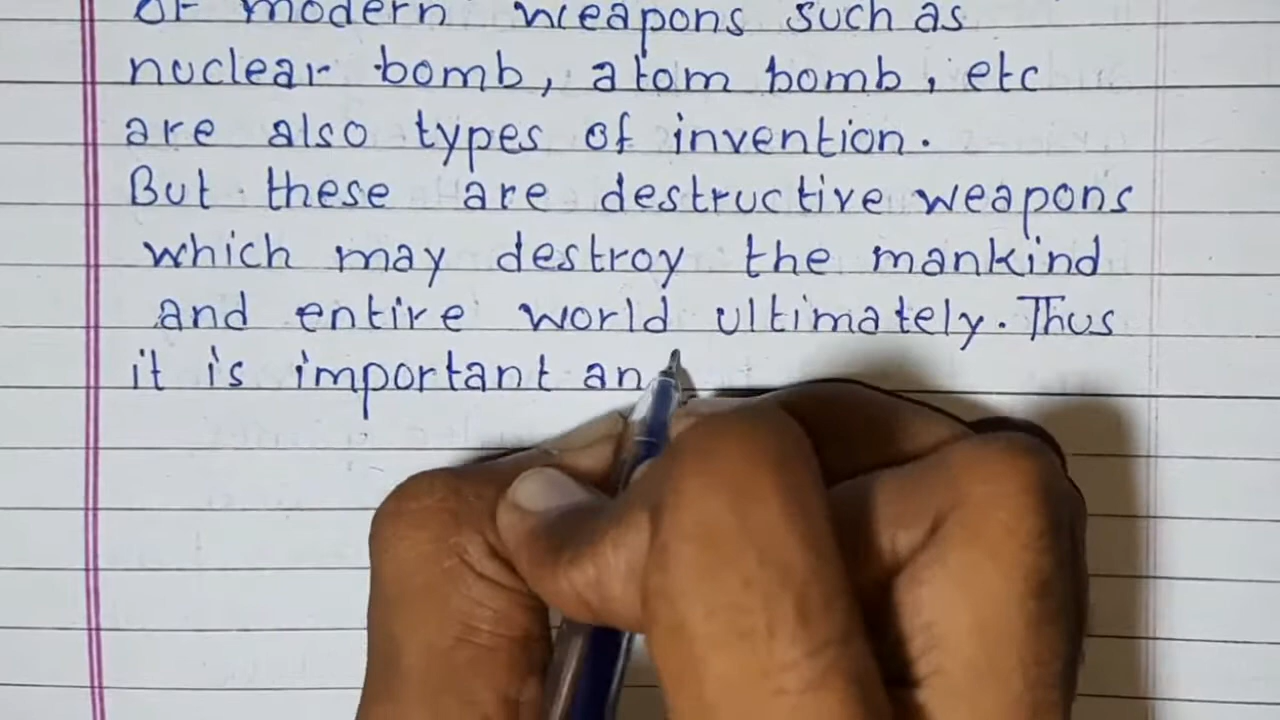 of modern weapons such as
nuclear bomb, atom bomb, etc
are also types of invention.
But these are destructive weapons
which may destroy the mankind
and entire world ultimately. Thus
it is important an